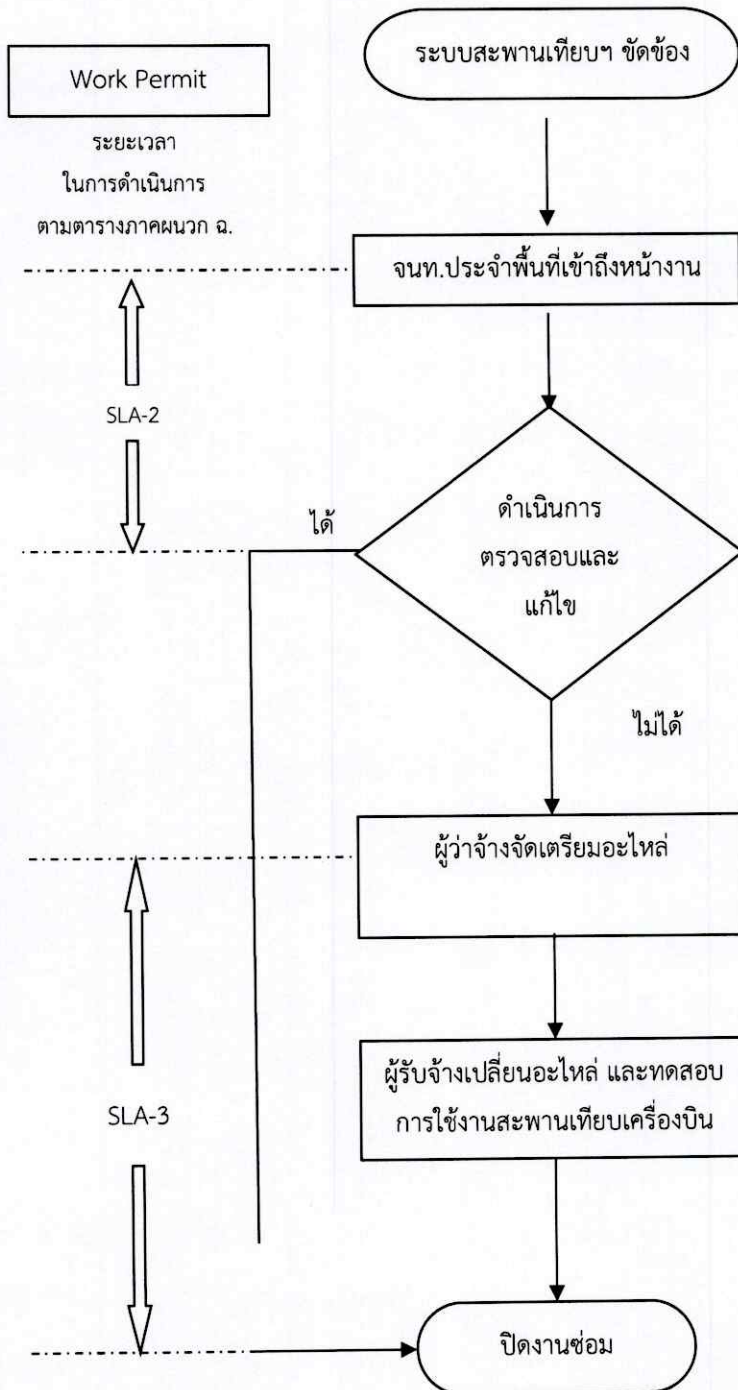 ระบบสะพานเทียบฯ ขัดข้อง
Work Permit
ระยะเวลา
ในการดำเนินการ
ตามตารางภาคผนวก ฉ.
จนท.ประจำพื้นที่เข้าถึงหน้างาน
SLA-2
ได้
ดำเนินการ
ตรวจสอบและ
แก้ไข
ไม่ได้
ผู้ว่าจ้างจัดเตรียมอะไหล่
ผู้รับจ้างเปลี่ยนอะไหล่ และทดสอบ
การใช้งานสะพานเทียบเครื่องบิน
SLA-3
ปิดงานซ่อม